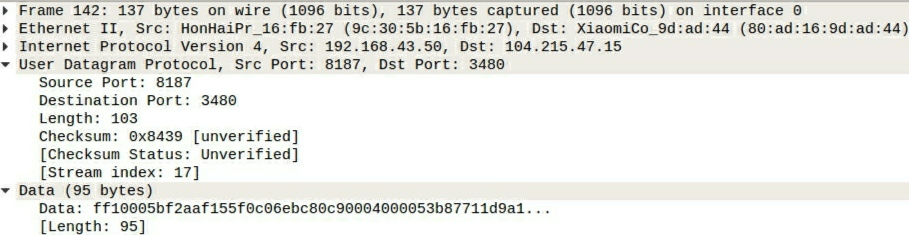 Frame 142: 137 bytes on wire (1096 bits), 137 bytes captured (1096 bits) on interface 0
Ethernet II, Src: HonHaiPr_16:fb:27 (9c:30:5b:16:fb:27), Dst: XiaomiCo_9d:ad:44 (80:ad:16:9d:ad:44)
Internet Protocol Version 4, Src: 192.168.43.50, Dst: 104.215.47.15
User Datagram Protocol, Src Port: 8187, Dst Port: 3480
Source Port: 8187
Destination Port: 3480
Length: 103
Checksum: 0x8439 [unverified]
[Checksum Status: Unverified]
[Stream index: 17]
Data (95 bytes)
Data: ff10005bf2aaf155f0c06ebc80c90004000053b87711d9a1...
[Length: 95]